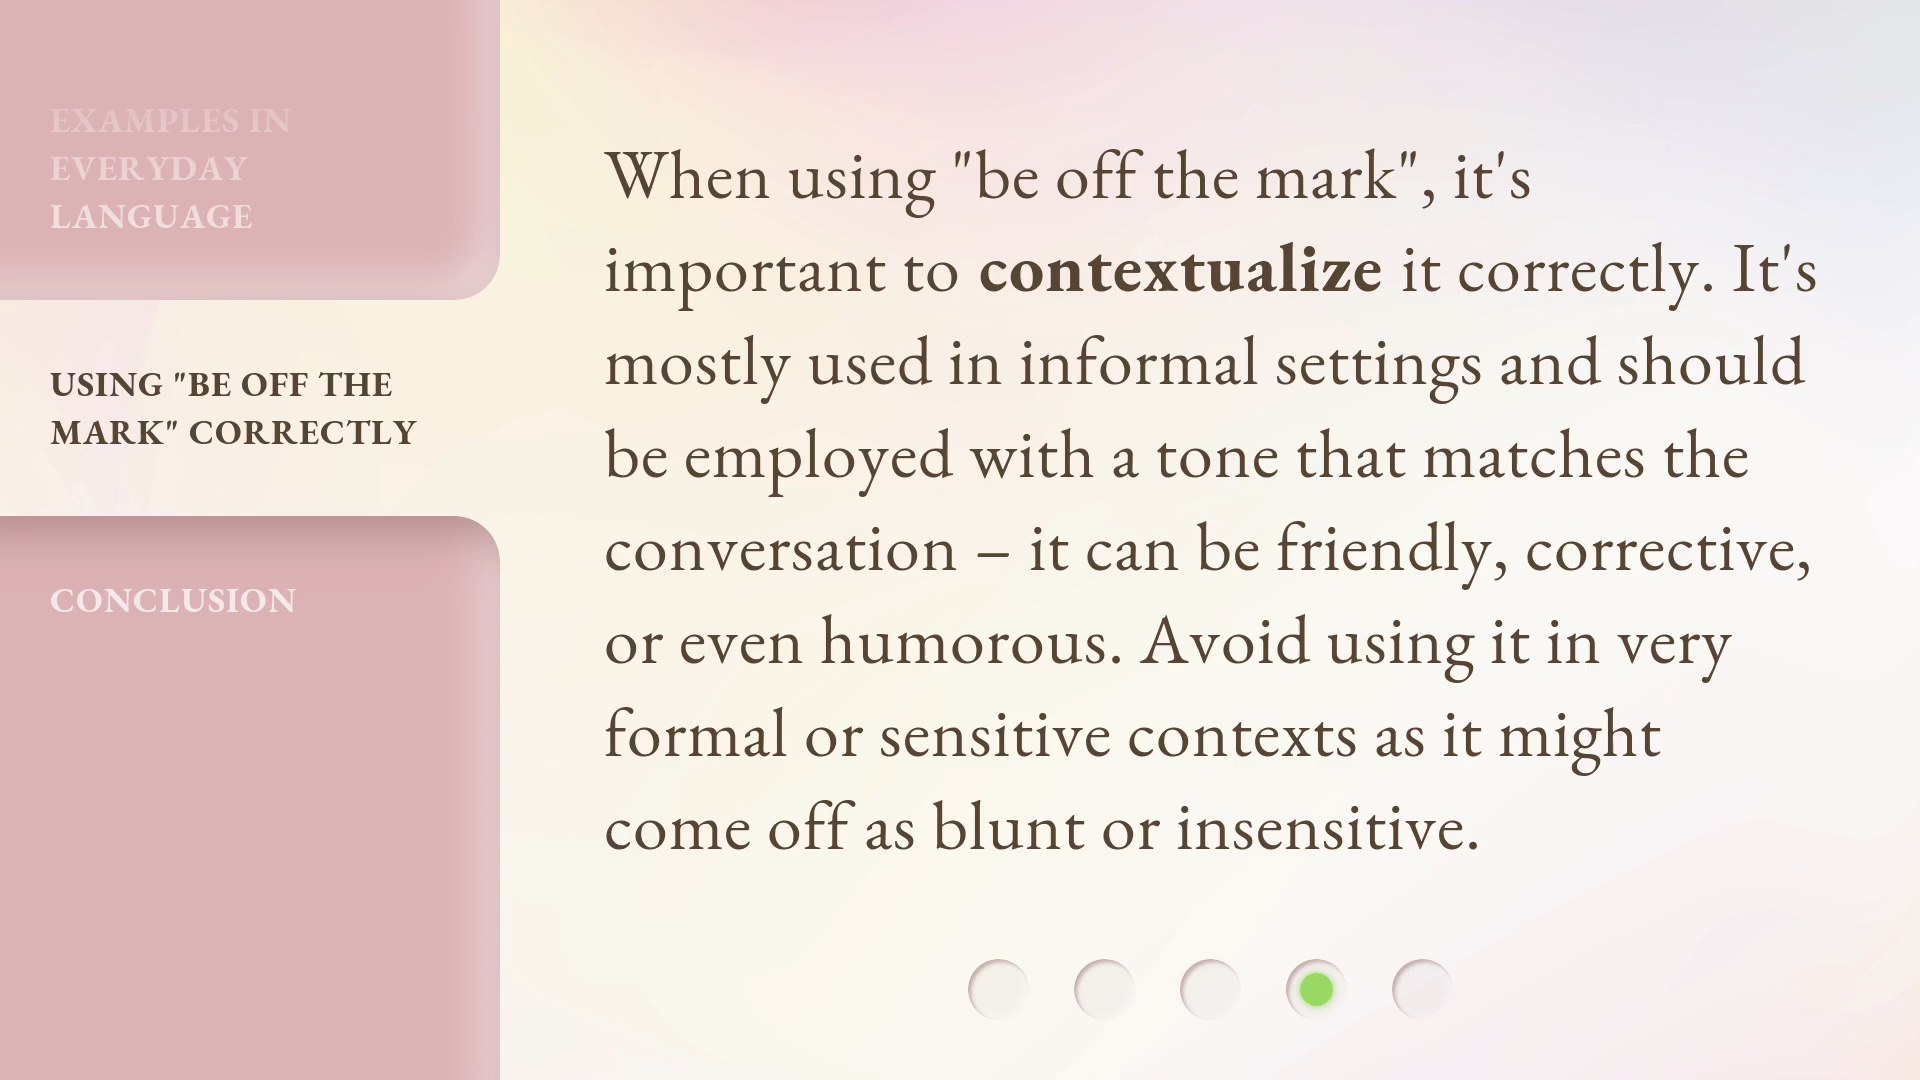 EXAMPLES IN
EVERYDAY
LANGUAGE
USING "BE OFF THE
MARK" CORRECTLY
CONCLUSION
When using "be off the mark", it's
important to contextualize it correctly. It's
mostly used in informal settings and should
be employed with a tone that matches the
conversation – it can be friendly, corrective,
or even humorous. Avoid using it in very
formal or sensitive contexts as it might
come off as blunt or insensitive.